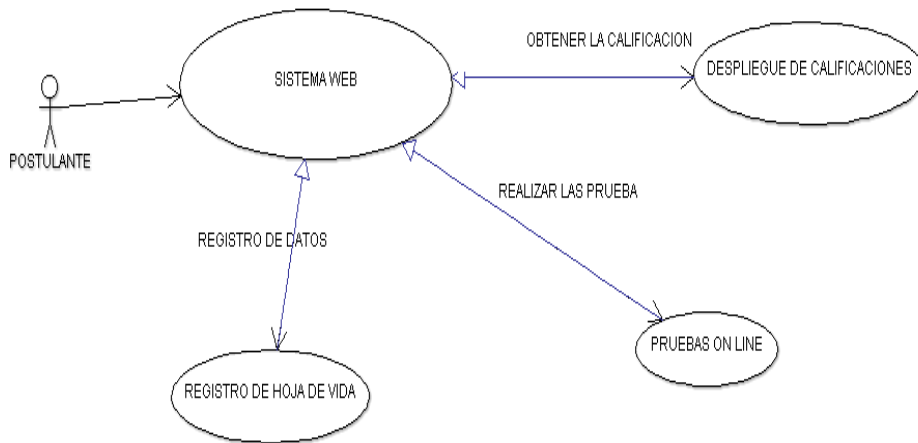 OBTENER LA CALIFICACION
SISTEMA WEB
DESPLIEGUE DE CALIFICACIONES
POSTULANTE
REALIZAR LAS PRUEBA
REGISTRO DE DATOS
PRUEBAS ON LINE
REGISTRO DE HOJA DE VIDA